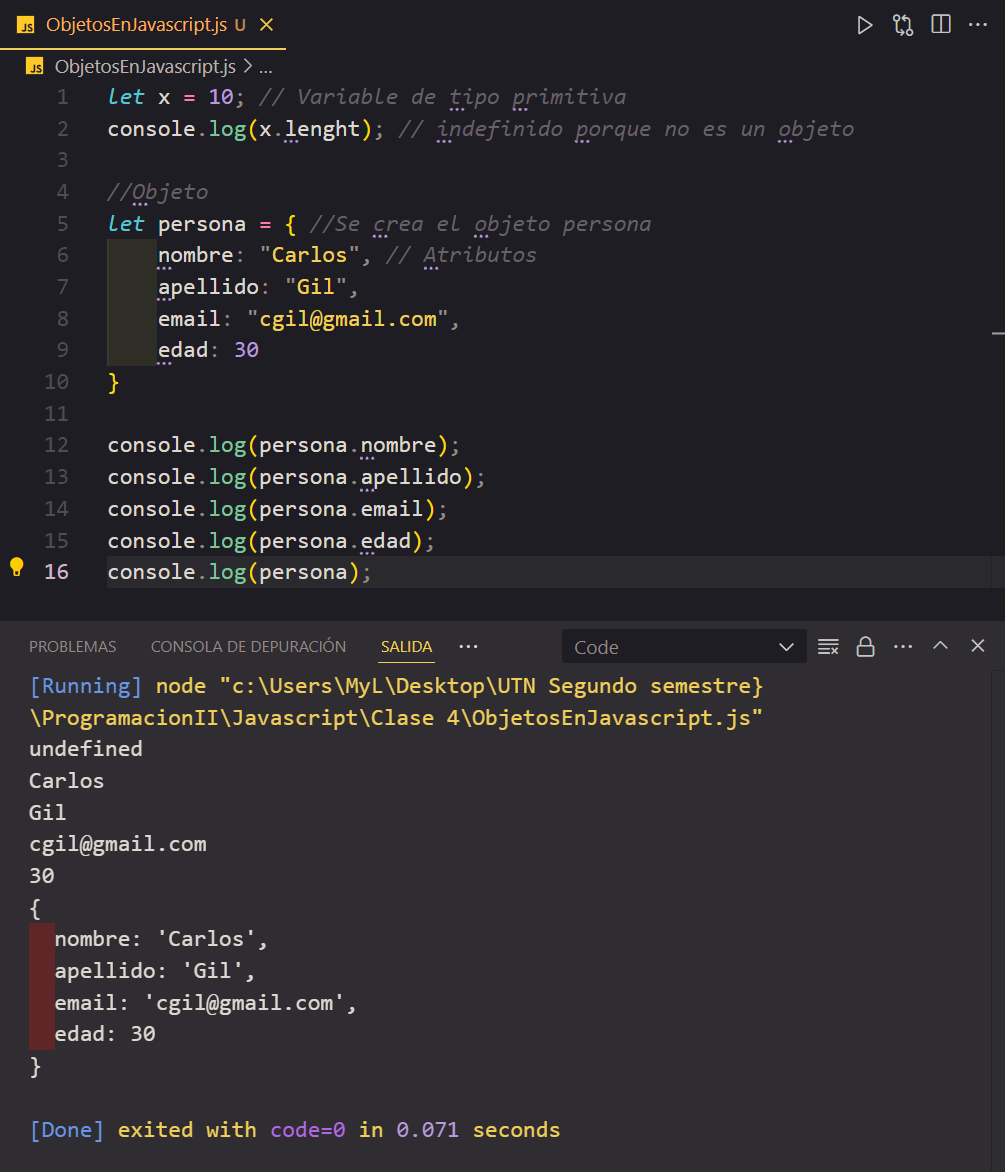 JS ObjetosEnJavascript.js U
JS ObjetosEnJavascript.js > ...
1 let x = 10; // Variable de tipo primitiva
2 console.log(x.lenght); // indefinido porque no es un objeto
3
4 //Objeto
5 let persona = { //Se crea el objeto persona
6     nombre: "Carlos", // Atributos
7     apellido: "Gil",
8     email: "cgil@gmail.com",
9     edad: 30
10 }
11
12 console.log(persona.nombre);
13 console.log(persona.apellido);
14 console.log(persona.email);
15 console.log(persona.edad);
16 console.log(persona);
PROBLEMAS CONSOLA DE DEPURACIÓN SALIDA ... Code
[Running] node "c:\Users\MyL\Desktop\UTN Segundo semestre}
\ProgramacionII\Javascript\Clase 4\ObjetosEnJavascript.js"
undefined
Carlos
Gil
cgil@gmail.com
30
{
  nombre: 'Carlos',
  apellido: 'Gil',
  email: 'cgil@gmail.com',
  edad: 30
}
[Done] exited with code=0 in 0.071 seconds